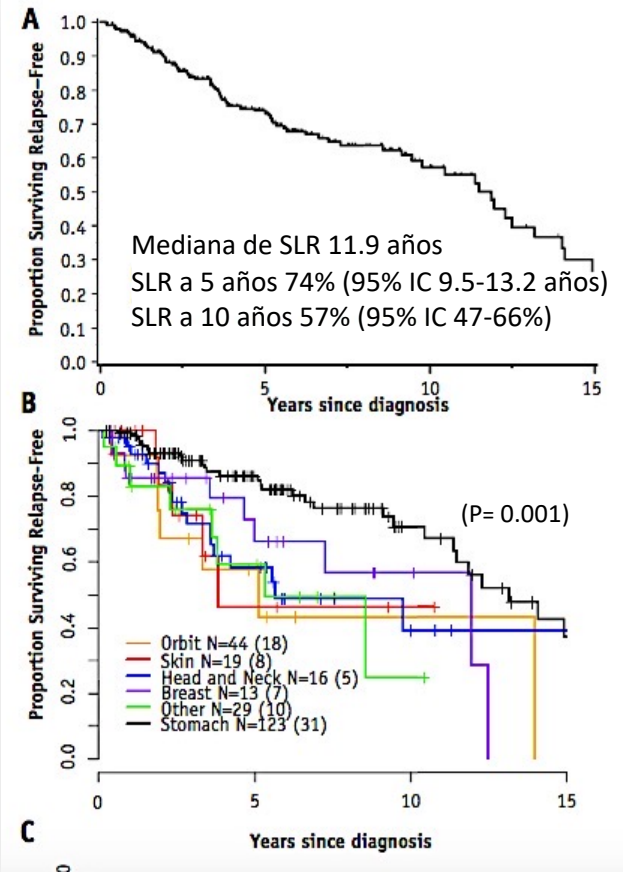 A
Proportion Surviving Relapse-Free
1.0
0.9
0.8
0.7
0.6
0.5
0.4
0.3
0.2
0.1
0.0
Mediana de SLR 11.9 años
SLR a 5 años 74% (95% IC 9.5-13.2 años)
SLR a 10 años 57% (95% IC 47-66%)
0 5 10 15
Years since diagnosis
B
Proportion Surviving Relapse-Free
1.0
0.8
0.6
0.4
0.2
0.0
(P= 0.001)
Orbit N=44 (18)
Skin N=19 (8)
Head and Neck N=16 (5)
Breast N=13 (7)
Other N=29 (10)
Stomach N=123 (31)
0 5 10 15
Years since diagnosis
C